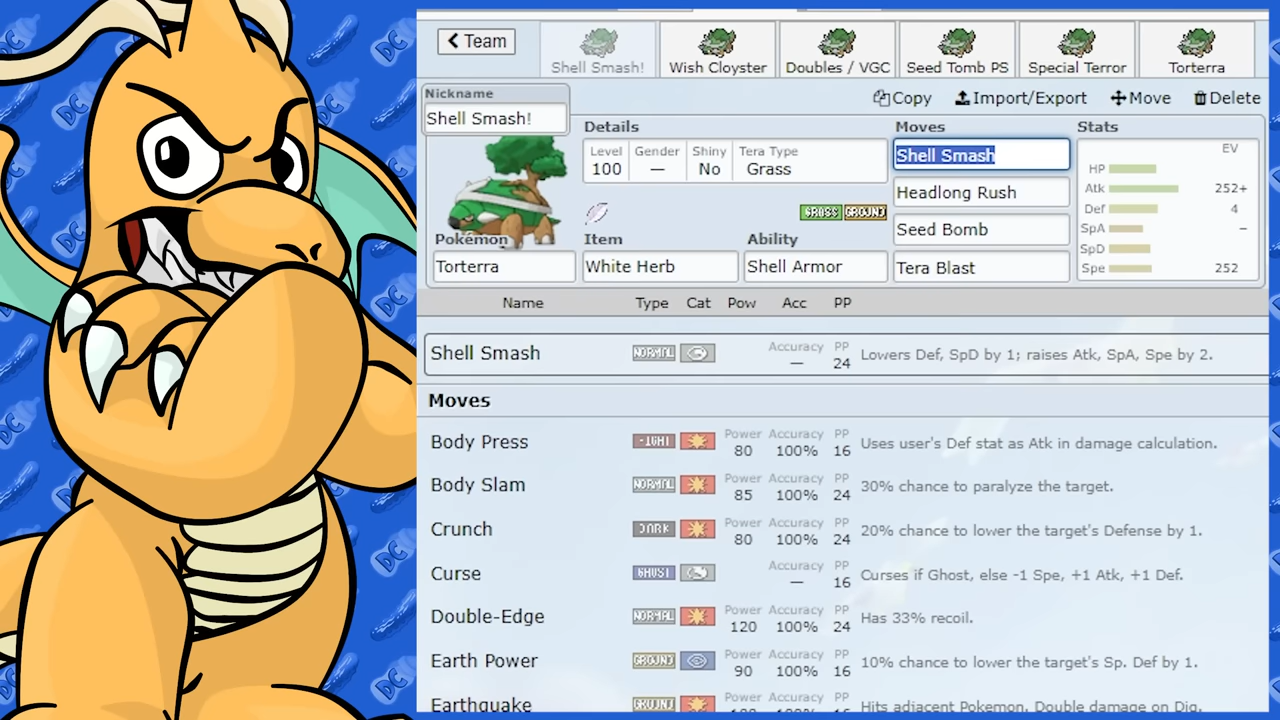 Team
Shell Smash!
Wish Cloyster
Doubles / VGC
Seed Tomb PS
Special Terror
Torterra
Copy
Import/Export
Move
Delete
Nickname
Shell Smash!
Details
Level
100
Gender
—
Shiny
No
Tera Type
Grass
GRASS GROUND
Pokémon
Torterra
Item
White Herb
Ability
Shell Armor
Moves
Shell Smash
Headlong Rush
Seed Bomb
Tera Blast
Stats
EV
HP
Atk 252+
Def 4
SpA –
SpD
Spe 252
Name Type Cat Pow Acc PP
Shell Smash NORMAL Accuracy — PP 24 Lowers Def, SpD by 1; raises Atk, SpA, Spe by 2.
Moves
Body Press FIGHT Power 80 Accuracy 100% PP 16 Uses user's Def stat as Atk in damage calculation.
Body Slam NORMAL Power 85 Accuracy 100% PP 24 30% chance to paralyze the target.
Crunch DARK Power 80 Accuracy 100% PP 24 20% chance to lower the target's Defense by 1.
Curse GHOST Accuracy — PP 16 Curses if Ghost, else -1 Spe, +1 Atk, +1 Def.
Double-Edge NORMAL Power 120 Accuracy 100% PP 24 Has 33% recoil.
Earth Power GROUND Power 90 Accuracy 100% PP 16 10% chance to lower the target's Sp. Def by 1.
Earthquake GROUND Power Accuracy PP Hits adjacent Pokemon. Double damage on Dig.
DC